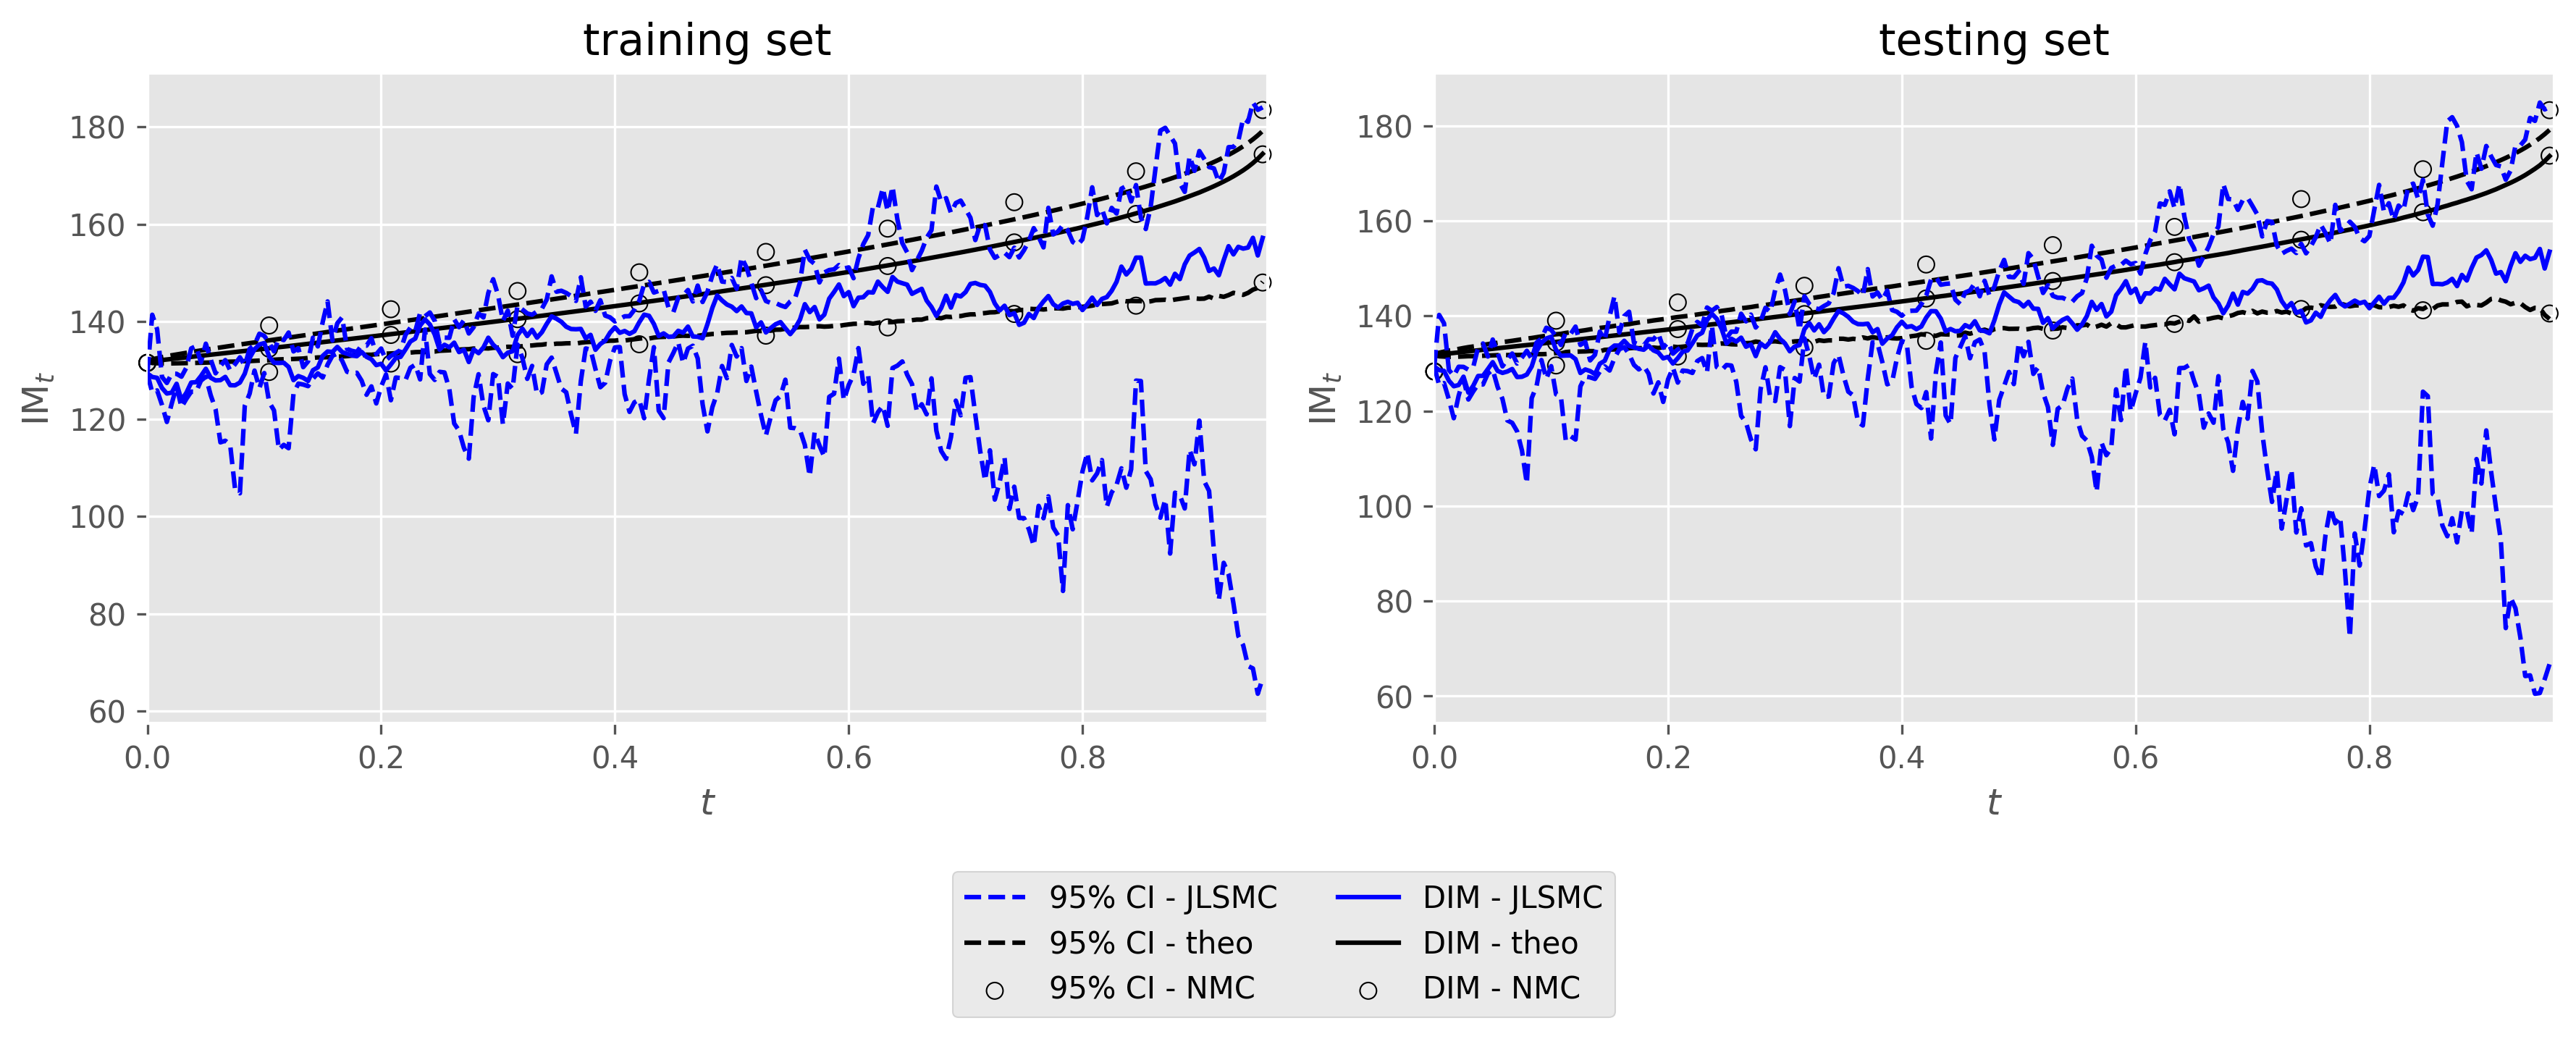 training set
testing set
180
160
140
120
100
80
60
IM_t
0.0 0.2 0.4 0.6 0.8
t
180
160
140
120
100
80
60
IM_t
0.0 0.2 0.4 0.6 0.8
t
95% CI - JLSMC
95% CI - theo
95% CI - NMC
DIM - JLSMC
DIM - theo
DIM - NMC